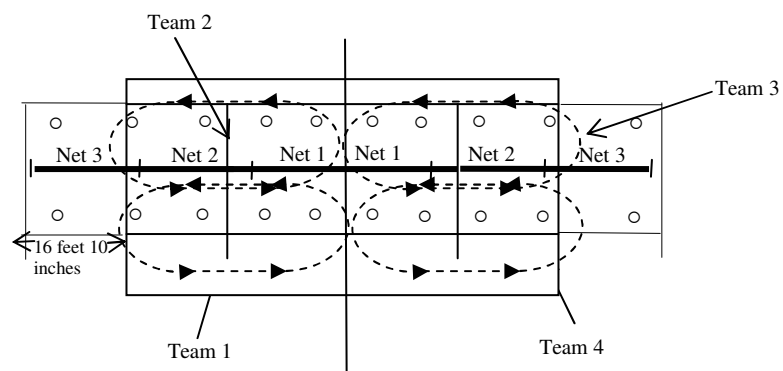 Team 2
Team 3
Net 3 Net 2 Net 1 Net 1 Net 2 Net 3
16 feet 10
inches
Team 1
Team 4